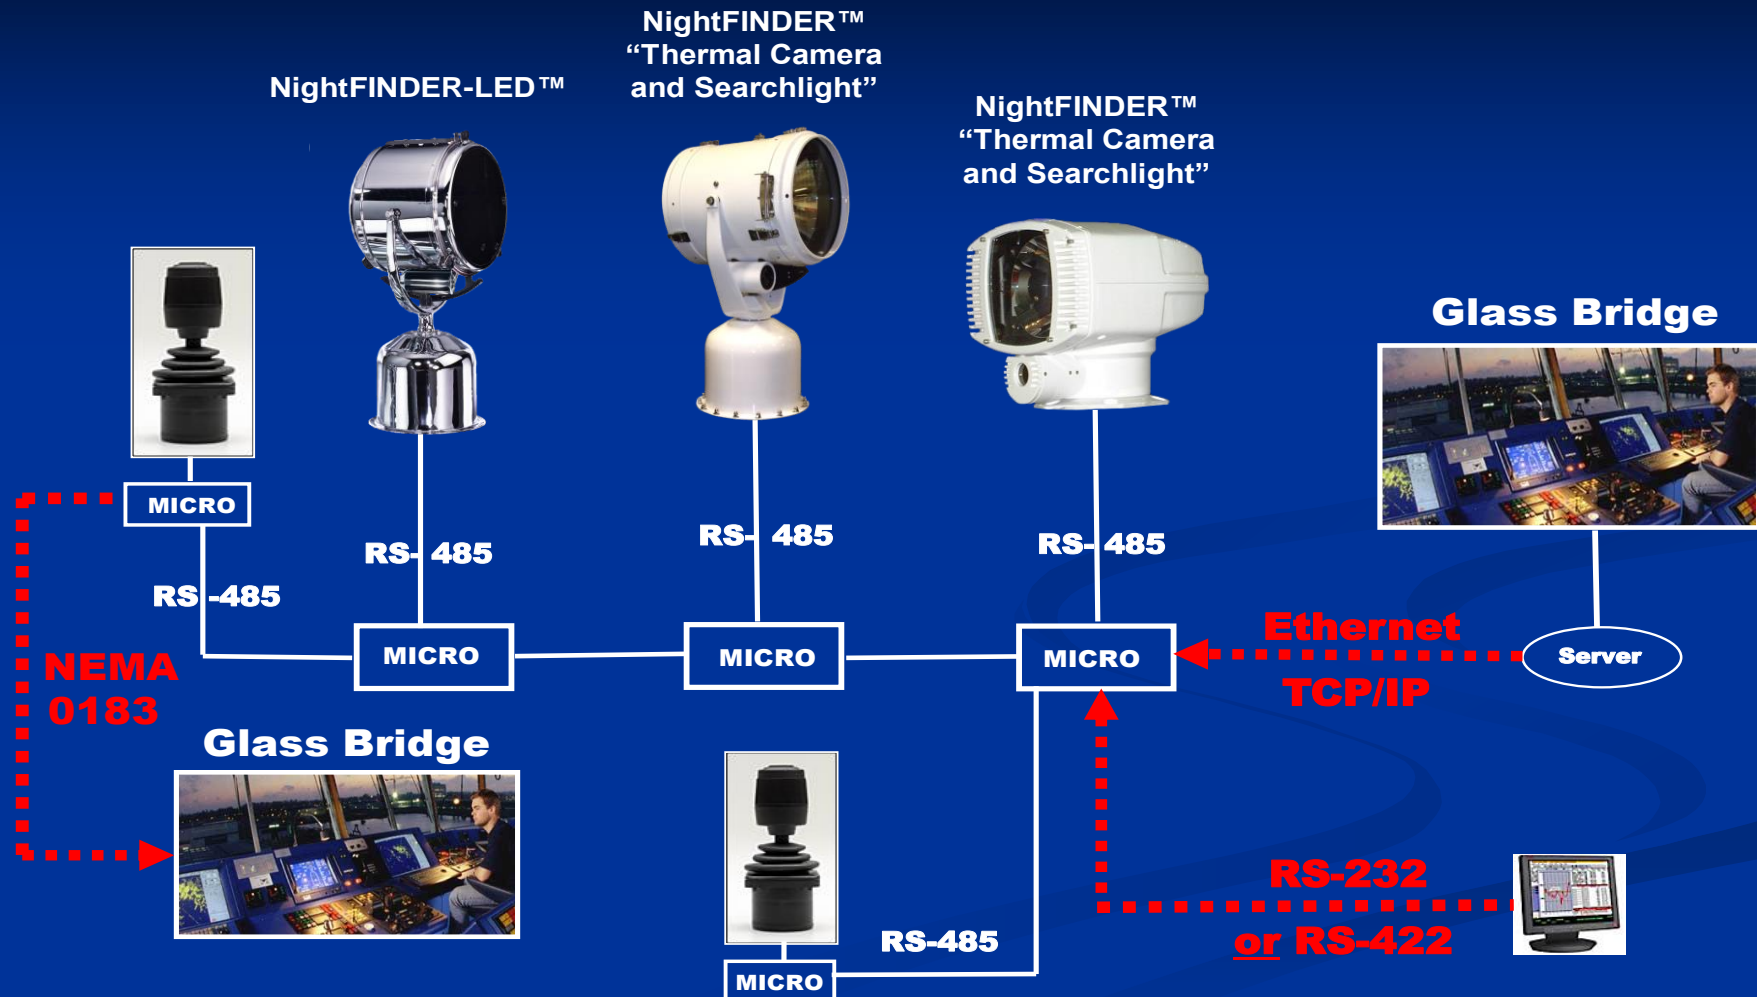 NightFINDER™
“Thermal Camera
and Searchlight”
NightFINDER-LED™
NightFINDER™
“Thermal Camera
and Searchlight”
Glass Bridge
MICRO
RS- 485
RS- 485
RS- 485
RS -485
MICRO
MICRO
MICRO
Ethernet
TCP/IP
Server
NEMA
0183
Glass Bridge
RS-232
or RS-422
RS-485
MICRO